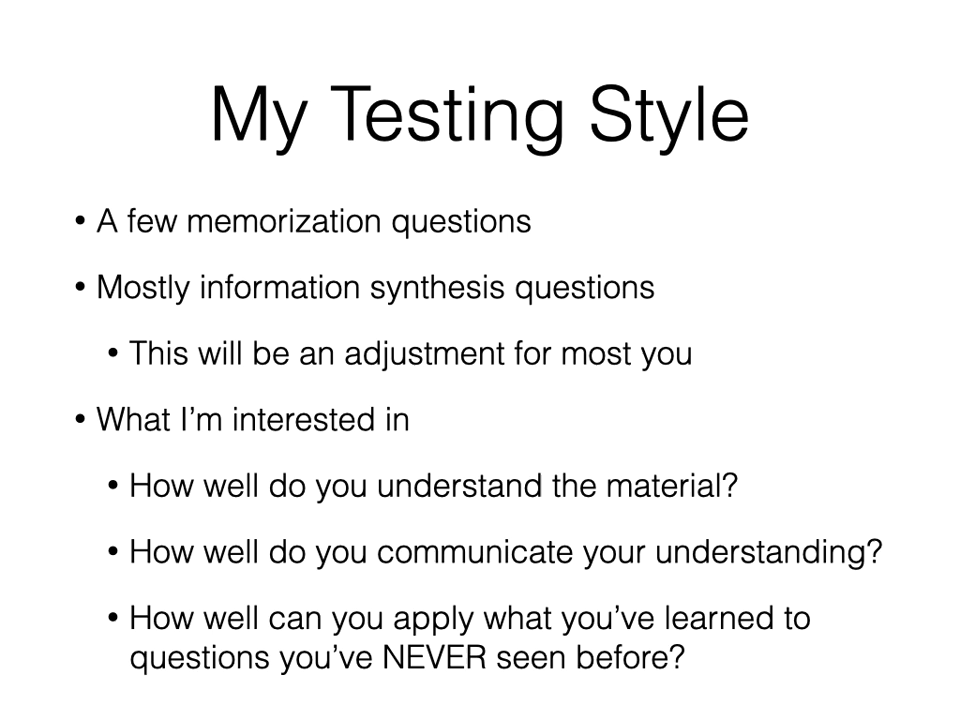 My Testing Style
• A few memorization questions
• Mostly information synthesis questions
• This will be an adjustment for most you
• What I’m interested in
• How well do you understand the material?
• How well do you communicate your understanding?
• How well can you apply what you’ve learned to
questions you’ve NEVER seen before?